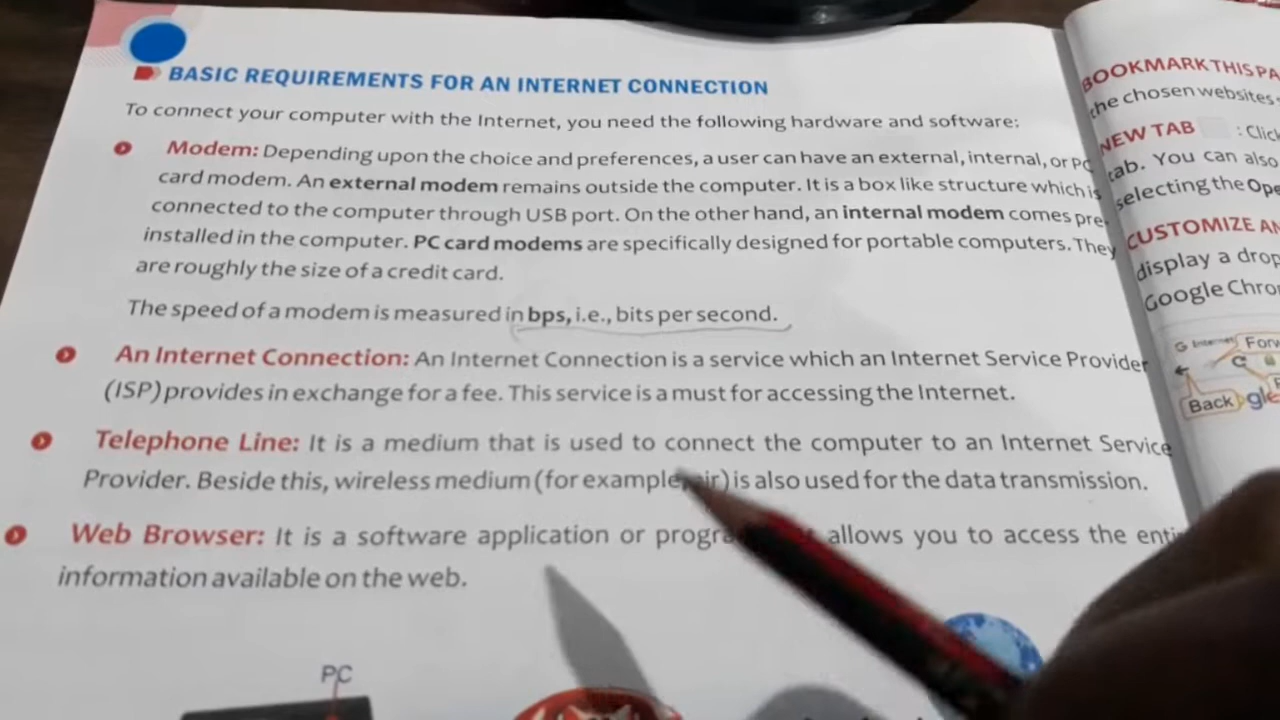 BASIC REQUIREMENTS FOR AN INTERNET CONNECTION
To connect your computer with the Internet, you need the following hardware and software:
Modem: Depending upon the choice and preferences, a user can have an external, internal, or PC
card modem. An external modem remains outside the computer. It is a box like structure which is
connected to the computer through USB port. On the other hand, an internal modem comes pre-
installed in the computer. PC card modems are specifically designed for portable computers. They
are roughly the size of a credit card.
The speed of a modem is measured in bps, i.e., bits per second.
An Internet Connection: An Internet Connection is a service which an Internet Service Provider
(ISP) provides in exchange for a fee. This service is a must for accessing the Internet.
Telephone Line: It is a medium that is used to connect the computer to an Internet Service
Provider. Beside this, wireless medium (for example, air) is also used for the data transmission.
Web Browser: It is a software application or allows you to access the
information available on the web.
PC
BOOKMARK THIS
the chosen websites
NEW TAB : Click
tab. You can also
selecting the
CUSTOMIZE
display a
Google
Back